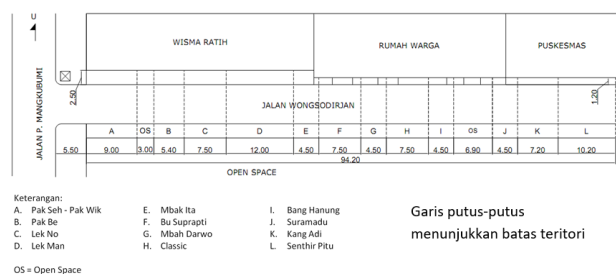 U
WISMA RATIH
RUMAH WARGA
PUSKESMAS
JALAN P. MANGKUBUMI
2.50
1.20
JALAN WONGSODIRJAN
A OS B C D E F G H I OS J K L
5.50 9.00 3.00 5.40 7.50 12.00 4.50 7.50 4.50 7.50 4.50 6.90 4.50 7.20 10.20
94.20
OPEN SPACE
Keterangan:
A. Pak Seh - Pak Wik
B. Pak Be
C. Lek No
D. Lek Man
E. Mbak Ita
F. Bu Suprapti
G. Mbah Darwo
H. Classic
I. Bang Hanung
J. Suramadu
K. Kang Adi
L. Senthir Pitu
OS = Open Space
Garis putus-putus
menunjukkan batas teritori